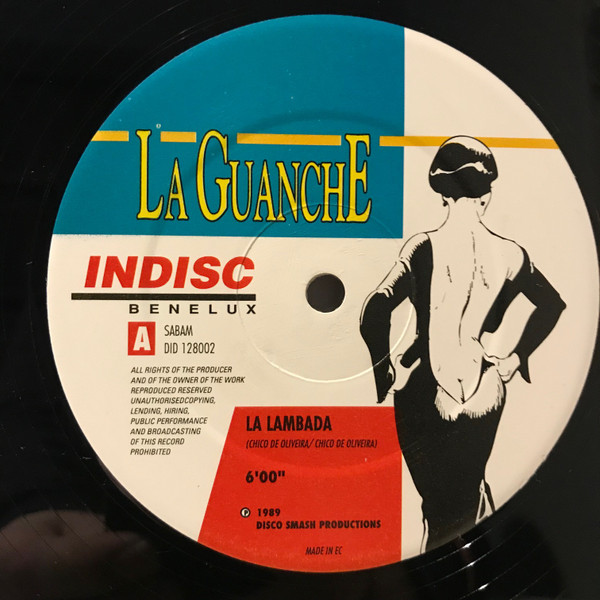 LA GUANCHE
INDISC
BENELUX
A
SABAM
DID 128002
ALL RIGHTS OF THE PRODUCER
AND OF THE OWNER OF THE WORK
REPRODUCED RESERVED
UNAUTHORISEDCOPYING,
LENDING, HIRING,
PUBLIC PERFORMANCE
AND BROADCASTING
OF THIS RECORD
PROHIBITED
LA LAMBADA
(CHICO DE OLIVEIRA/ CHICO DE OLIVEIRA)
6'00"
℗ 1989
DISCO SMASH PRODUCTIONS
MADE IN EC